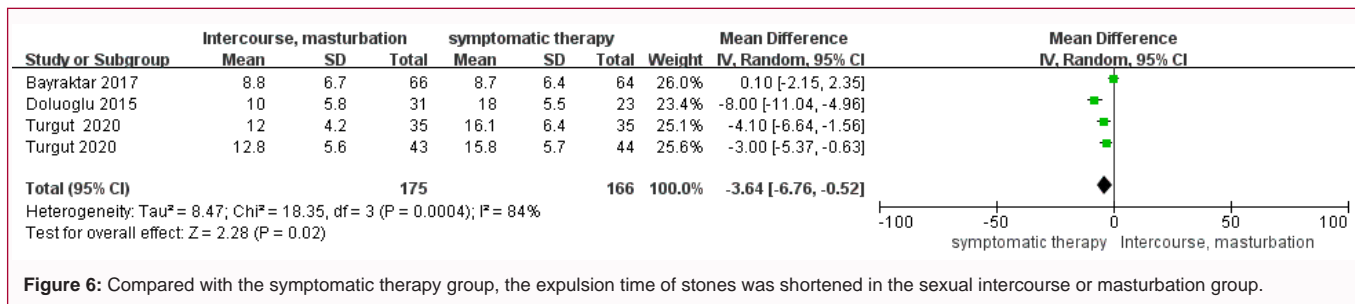 Intercourse, masturbation symptomatic therapy Mean Difference Mean Difference
Study or Subgroup Mean SD Total Mean SD Total Weight IV, Random, 95% CI IV, Random, 95% CI
Bayraktar 2017 8.8 6.7 66 8.7 6.4 64 26.0% 0.10 [-2.15, 2.35]
Doluoglu 2015 10 5.8 31 18 5.5 23 23.4% -8.00 [-11.04, -4.96]
Turgut 2020 12 4.2 35 16.1 6.4 35 25.1% -4.10 [-6.64, -1.56]
Turgut 2020 12.8 5.6 43 15.8 5.7 44 25.6% -3.00 [-5.37, -0.63]
Total (95% CI) 175 166 100.0% -3.64 [-6.76, -0.52]
Heterogeneity: Tau² = 8.47; Chi² = 18.35, df = 3 (P = 0.0004); I² = 84%
Test for overall effect: Z = 2.28 (P = 0.02)
-100 -50 0 50 100
symptomatic therapy Intercourse, masturbation
Figure 6: Compared with the symptomatic therapy group, the expulsion time of stones was shortened in the sexual intercourse or masturbation group.